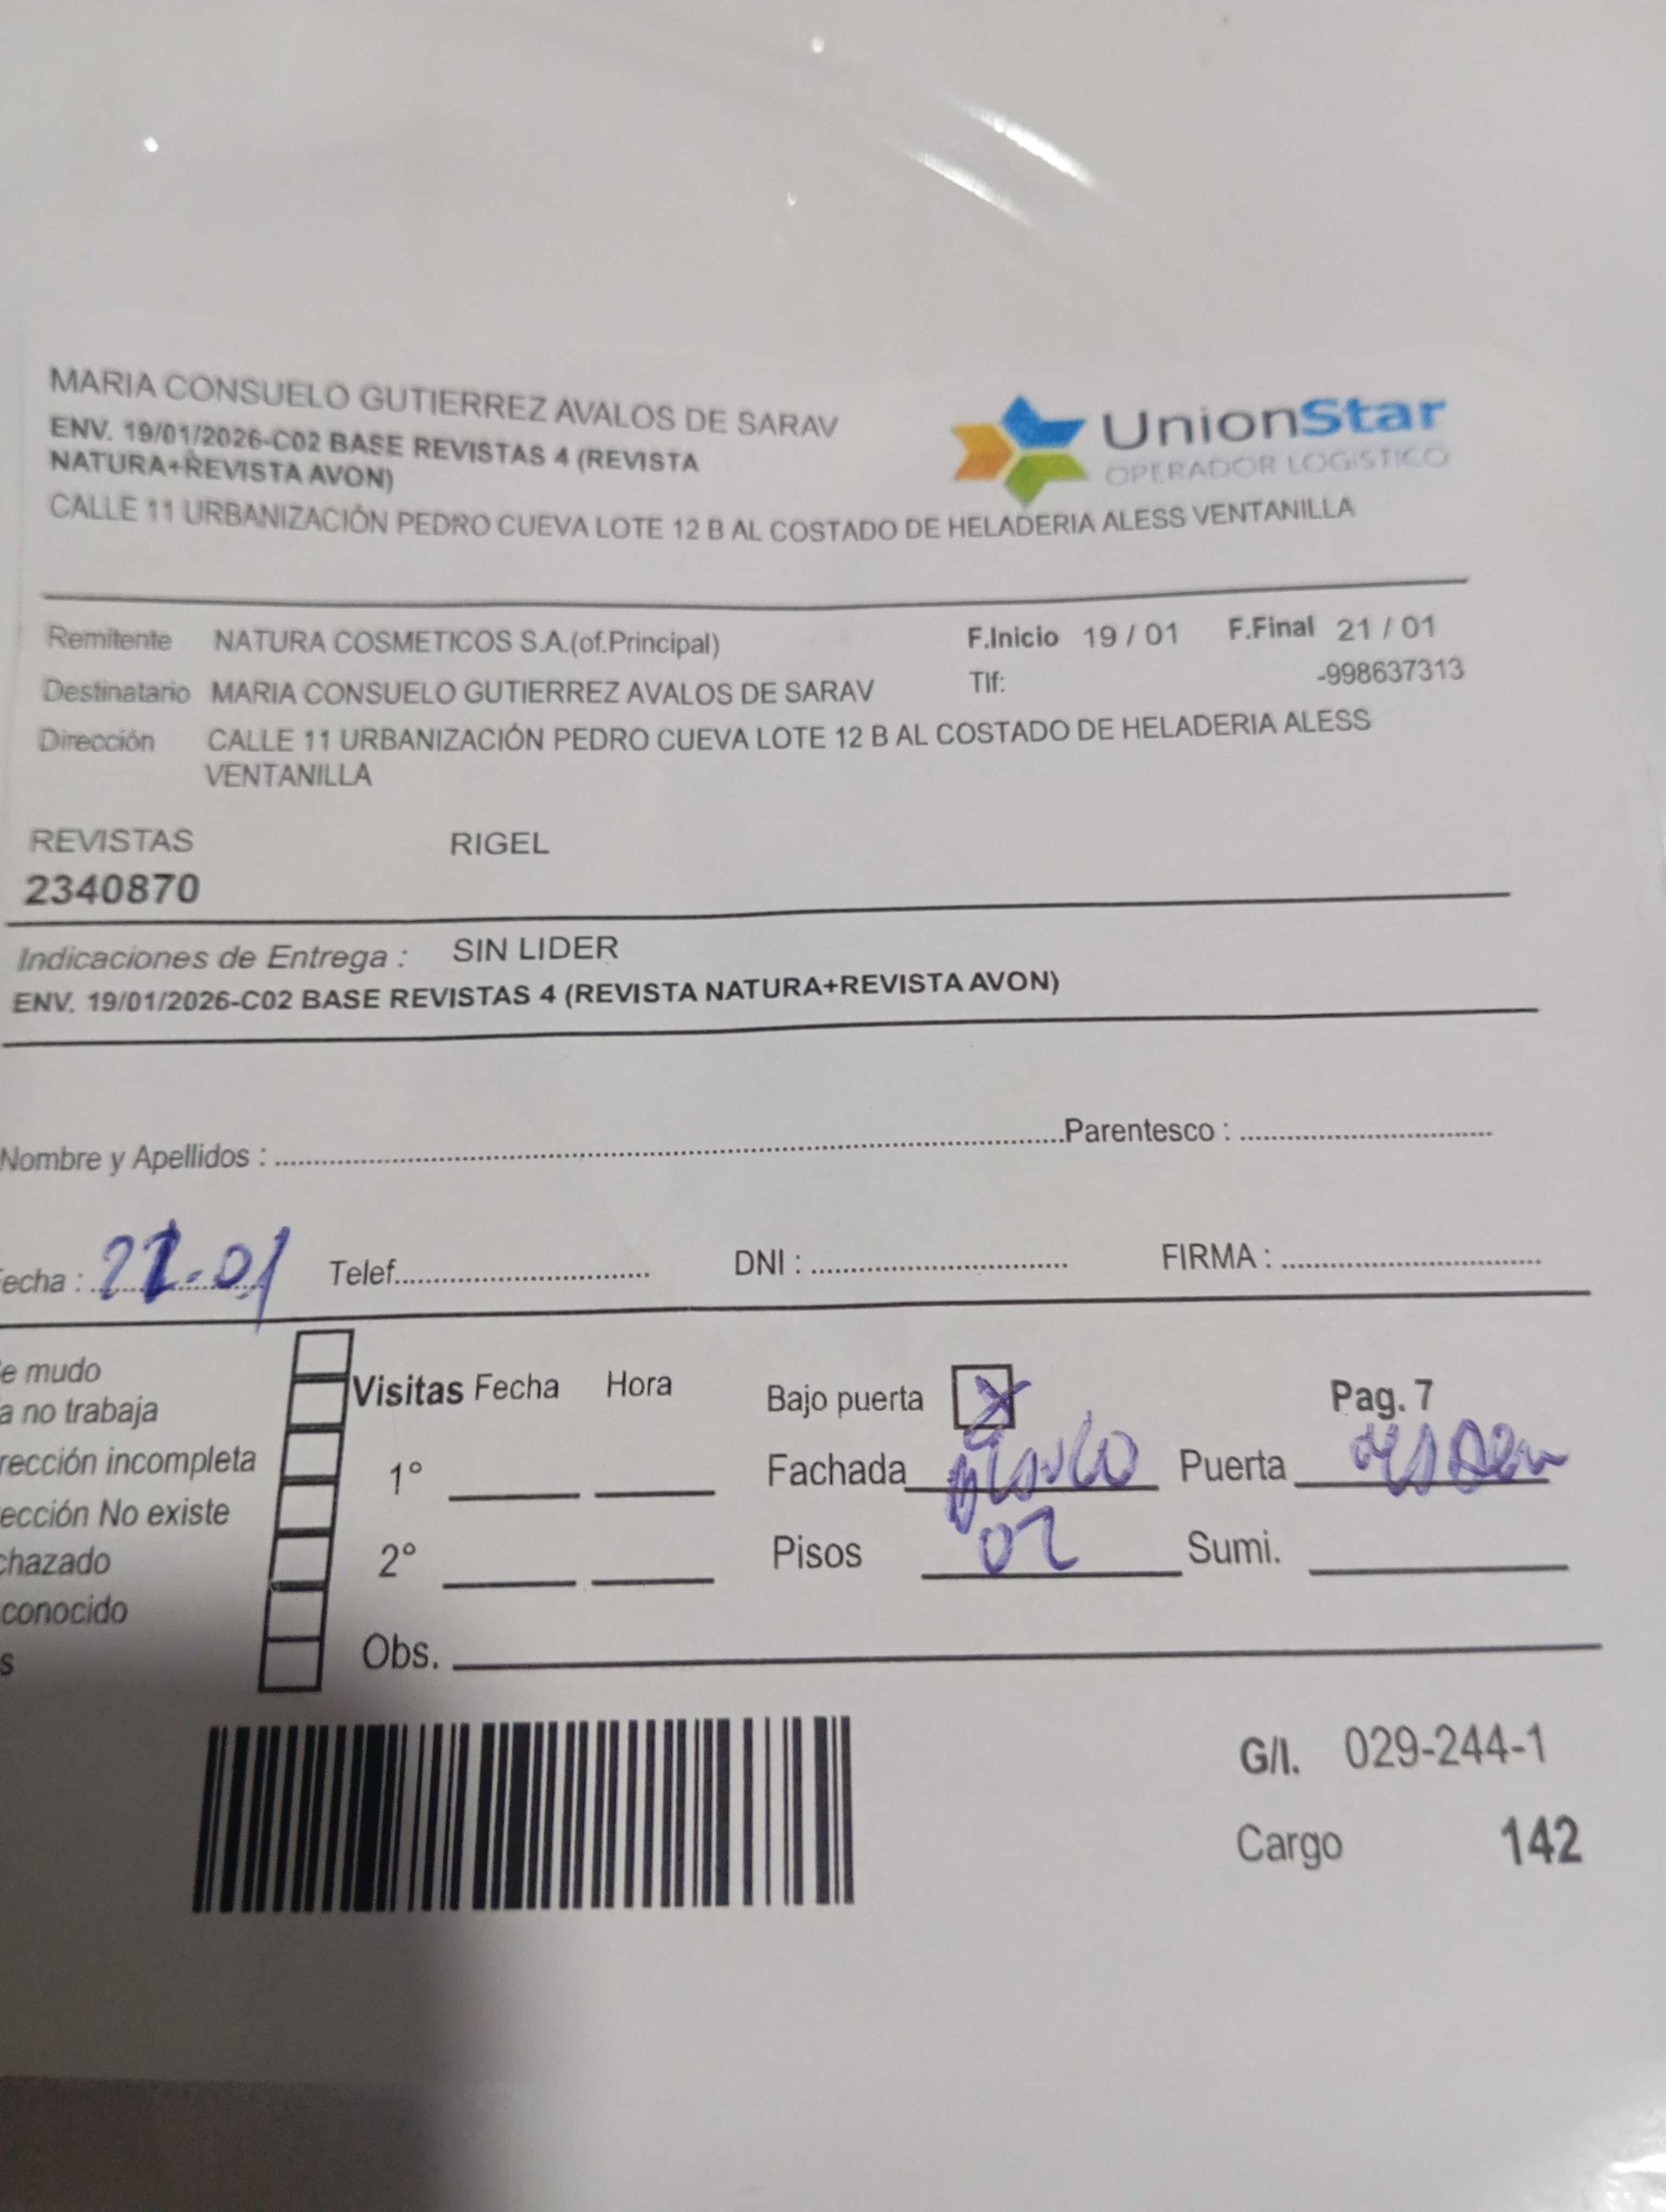 MARIA CONSUELO GUTIERREZ AVALOS DE SARAV
ENV. 19/01/2026-C02 BASE REVISTAS 4 (REVISTA
NATURA+REVISTA AVON)
UnionStar
OPERADOR LOGISTICO
CALLE 11 URBANIZACIÓN PEDRO CUEVA LOTE 12 B AL COSTADO DE HELADERIA ALESS VENTANILLA
Remitente NATURA COSMETICOS S.A.(of.Principal) F.Inicio 19 / 01 F.Final 21 / 01
Destinatario MARIA CONSUELO GUTIERREZ AVALOS DE SARAV Tlf: -998637313
Dirección CALLE 11 URBANIZACIÓN PEDRO CUEVA LOTE 12 B AL COSTADO DE HELADERIA ALESS
VENTANILLA
REVISTAS RIGEL
2340870
Indicaciones de Entrega : SIN LIDER
ENV. 19/01/2026-C02 BASE REVISTAS 4 (REVISTA NATURA+REVISTA AVON)
Nombre y Apellidos : Parentesco :
echa : Telef. DNI : FIRMA :
e mudo
a no trabaja
rección incompleta
ección No existe
chazado
conocido
s
Visitas Fecha Hora
1°
2°
Obs.
Bajo puerta X Pag. 7
Fachada Puerta
Pisos 02 Sumi.
G/I. 029-244-1
Cargo 142